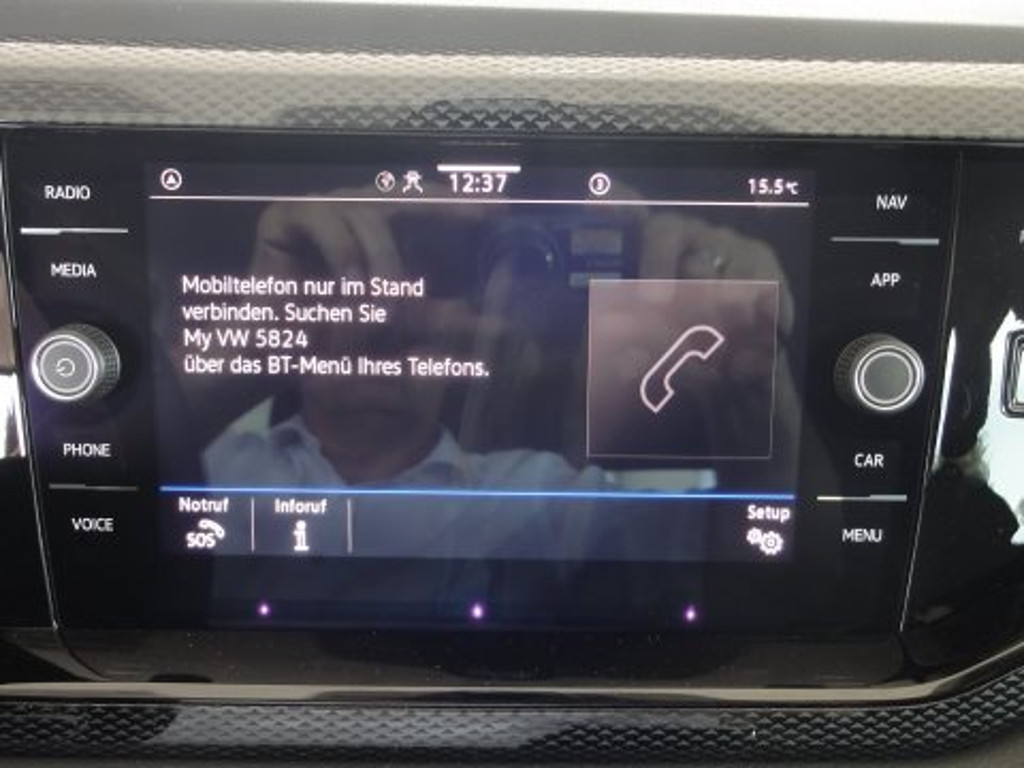 RADIO
12:37
3
15.5°C
NAV
MEDIA
APP
Mobiltelefon nur im Stand
verbinden. Suchen Sie
My VW 5824
über das BT-Menü Ihres Telefons.
PHONE
CAR
VOICE
Notruf
SOS
Inforuf
i
Setup
MENU